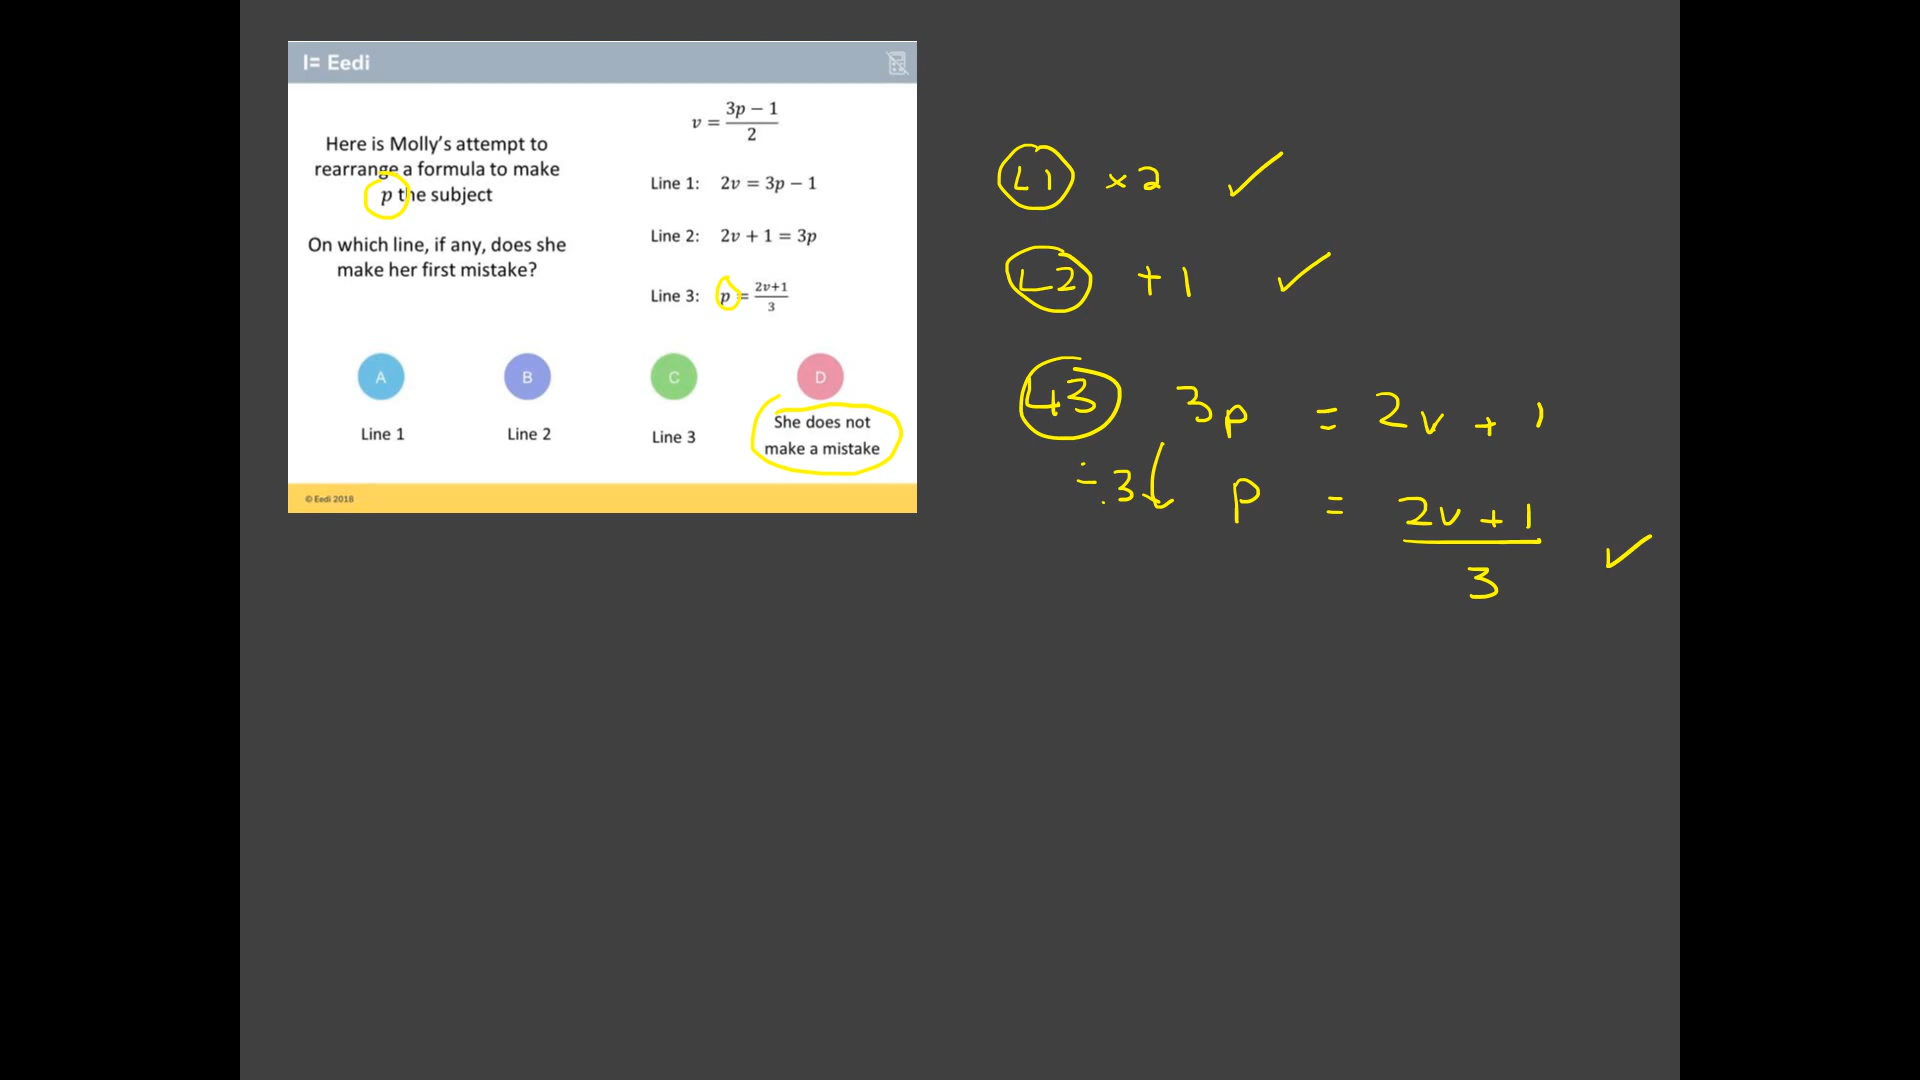 I= Eedi
Here is Molly's attempt to
rearrange a formula to make
p the subject
On which line, if any, does she
make her first mistake?
v = (3p − 1)/2
Line 1: 2v = 3p − 1
Line 2: 2v + 1 = 3p
Line 3: p = (2v+1)/3
A
Line 1
B
Line 2
C
Line 3
D
She does not
make a mistake
© Eedi 2018
L1 × 2 ✓
L2 + 1 ✓
L3 3p = 2v + 1
÷3 p = (2v + 1)/3 ✓